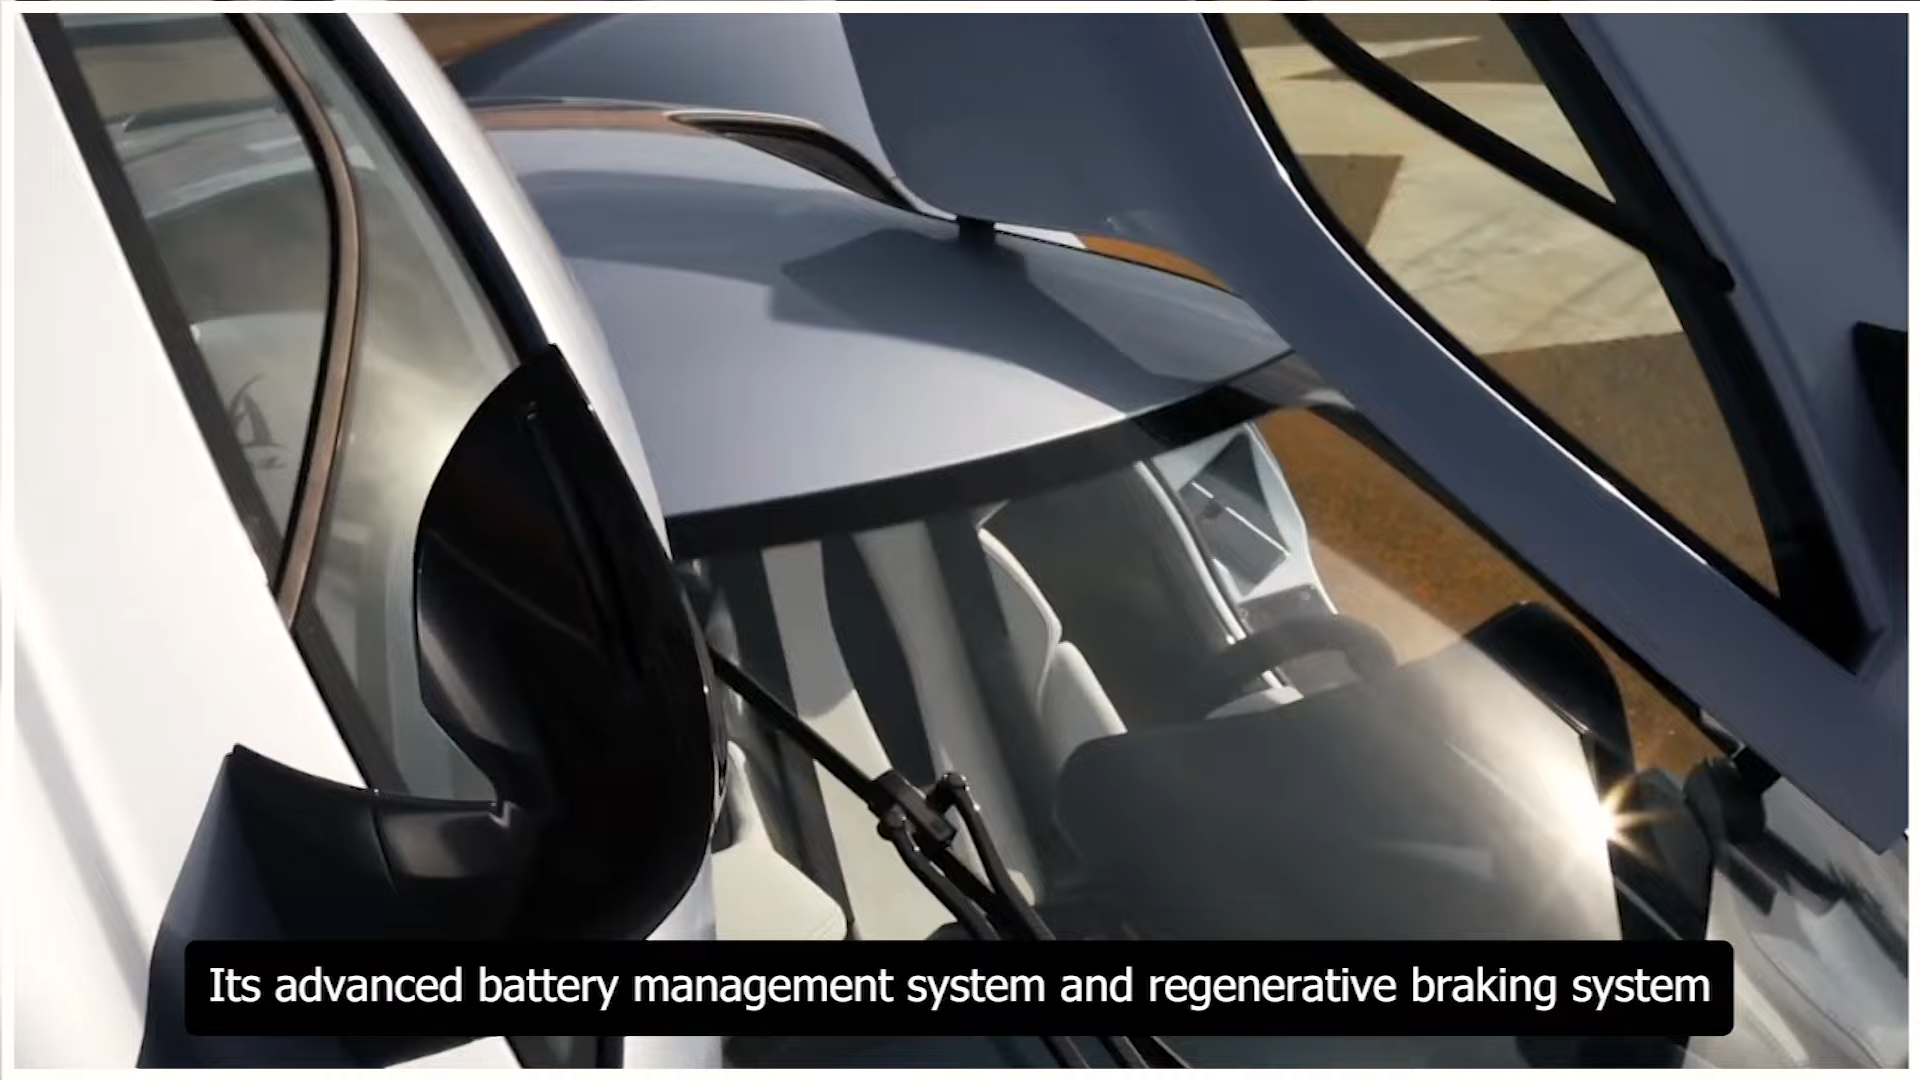 Its advanced battery management system and regenerative braking system